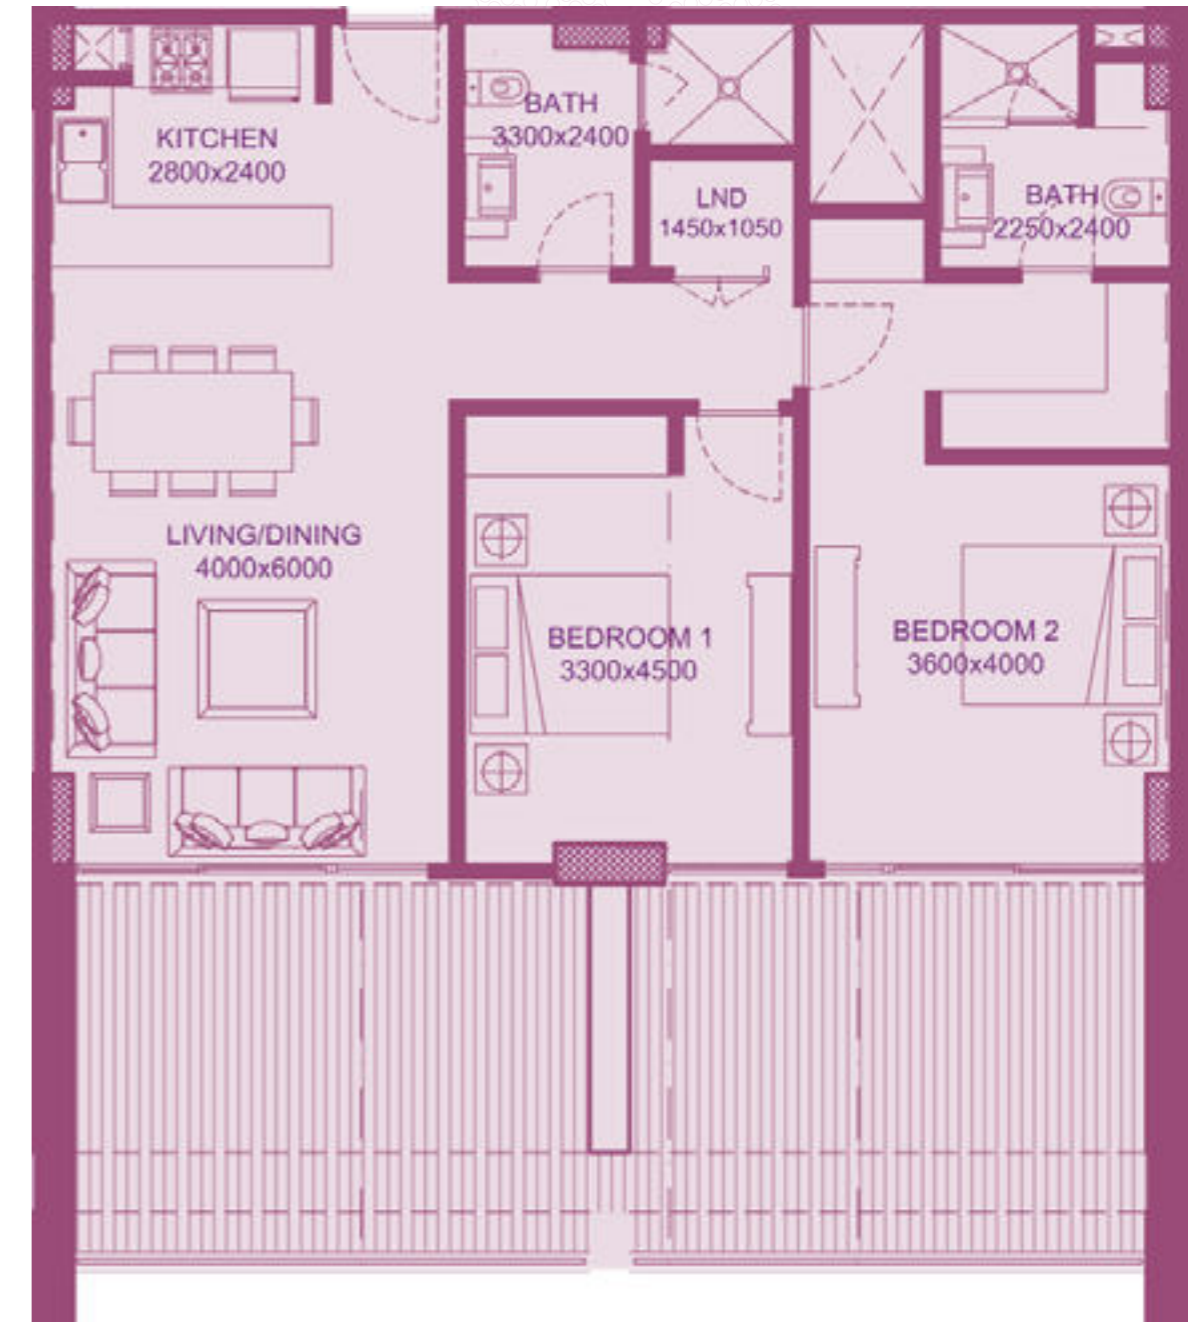 KITCHEN
2800x2400
BATH
3300x2400
LND
1450x1050
BATH
2250x2400
LIVING/DINING
4000x6000
BEDROOM 1
3300x4500
BEDROOM 2
3600x4000